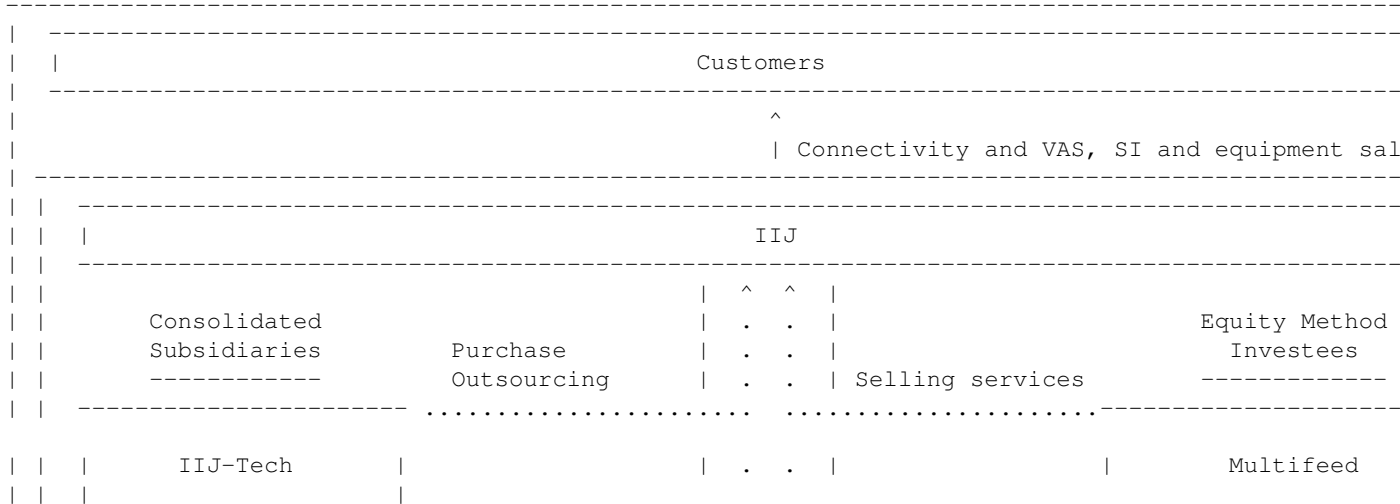 Customers
^
| Connectivity and VAS, SI and equipment sal
IIJ
| ^ ^ |
Consolidated | . . | Equity Method
Subsidiaries Purchase | . . | Investees
------------ Outsourcing | . . | Selling services -------------
IIJ-Tech | | . . | | Multifeed